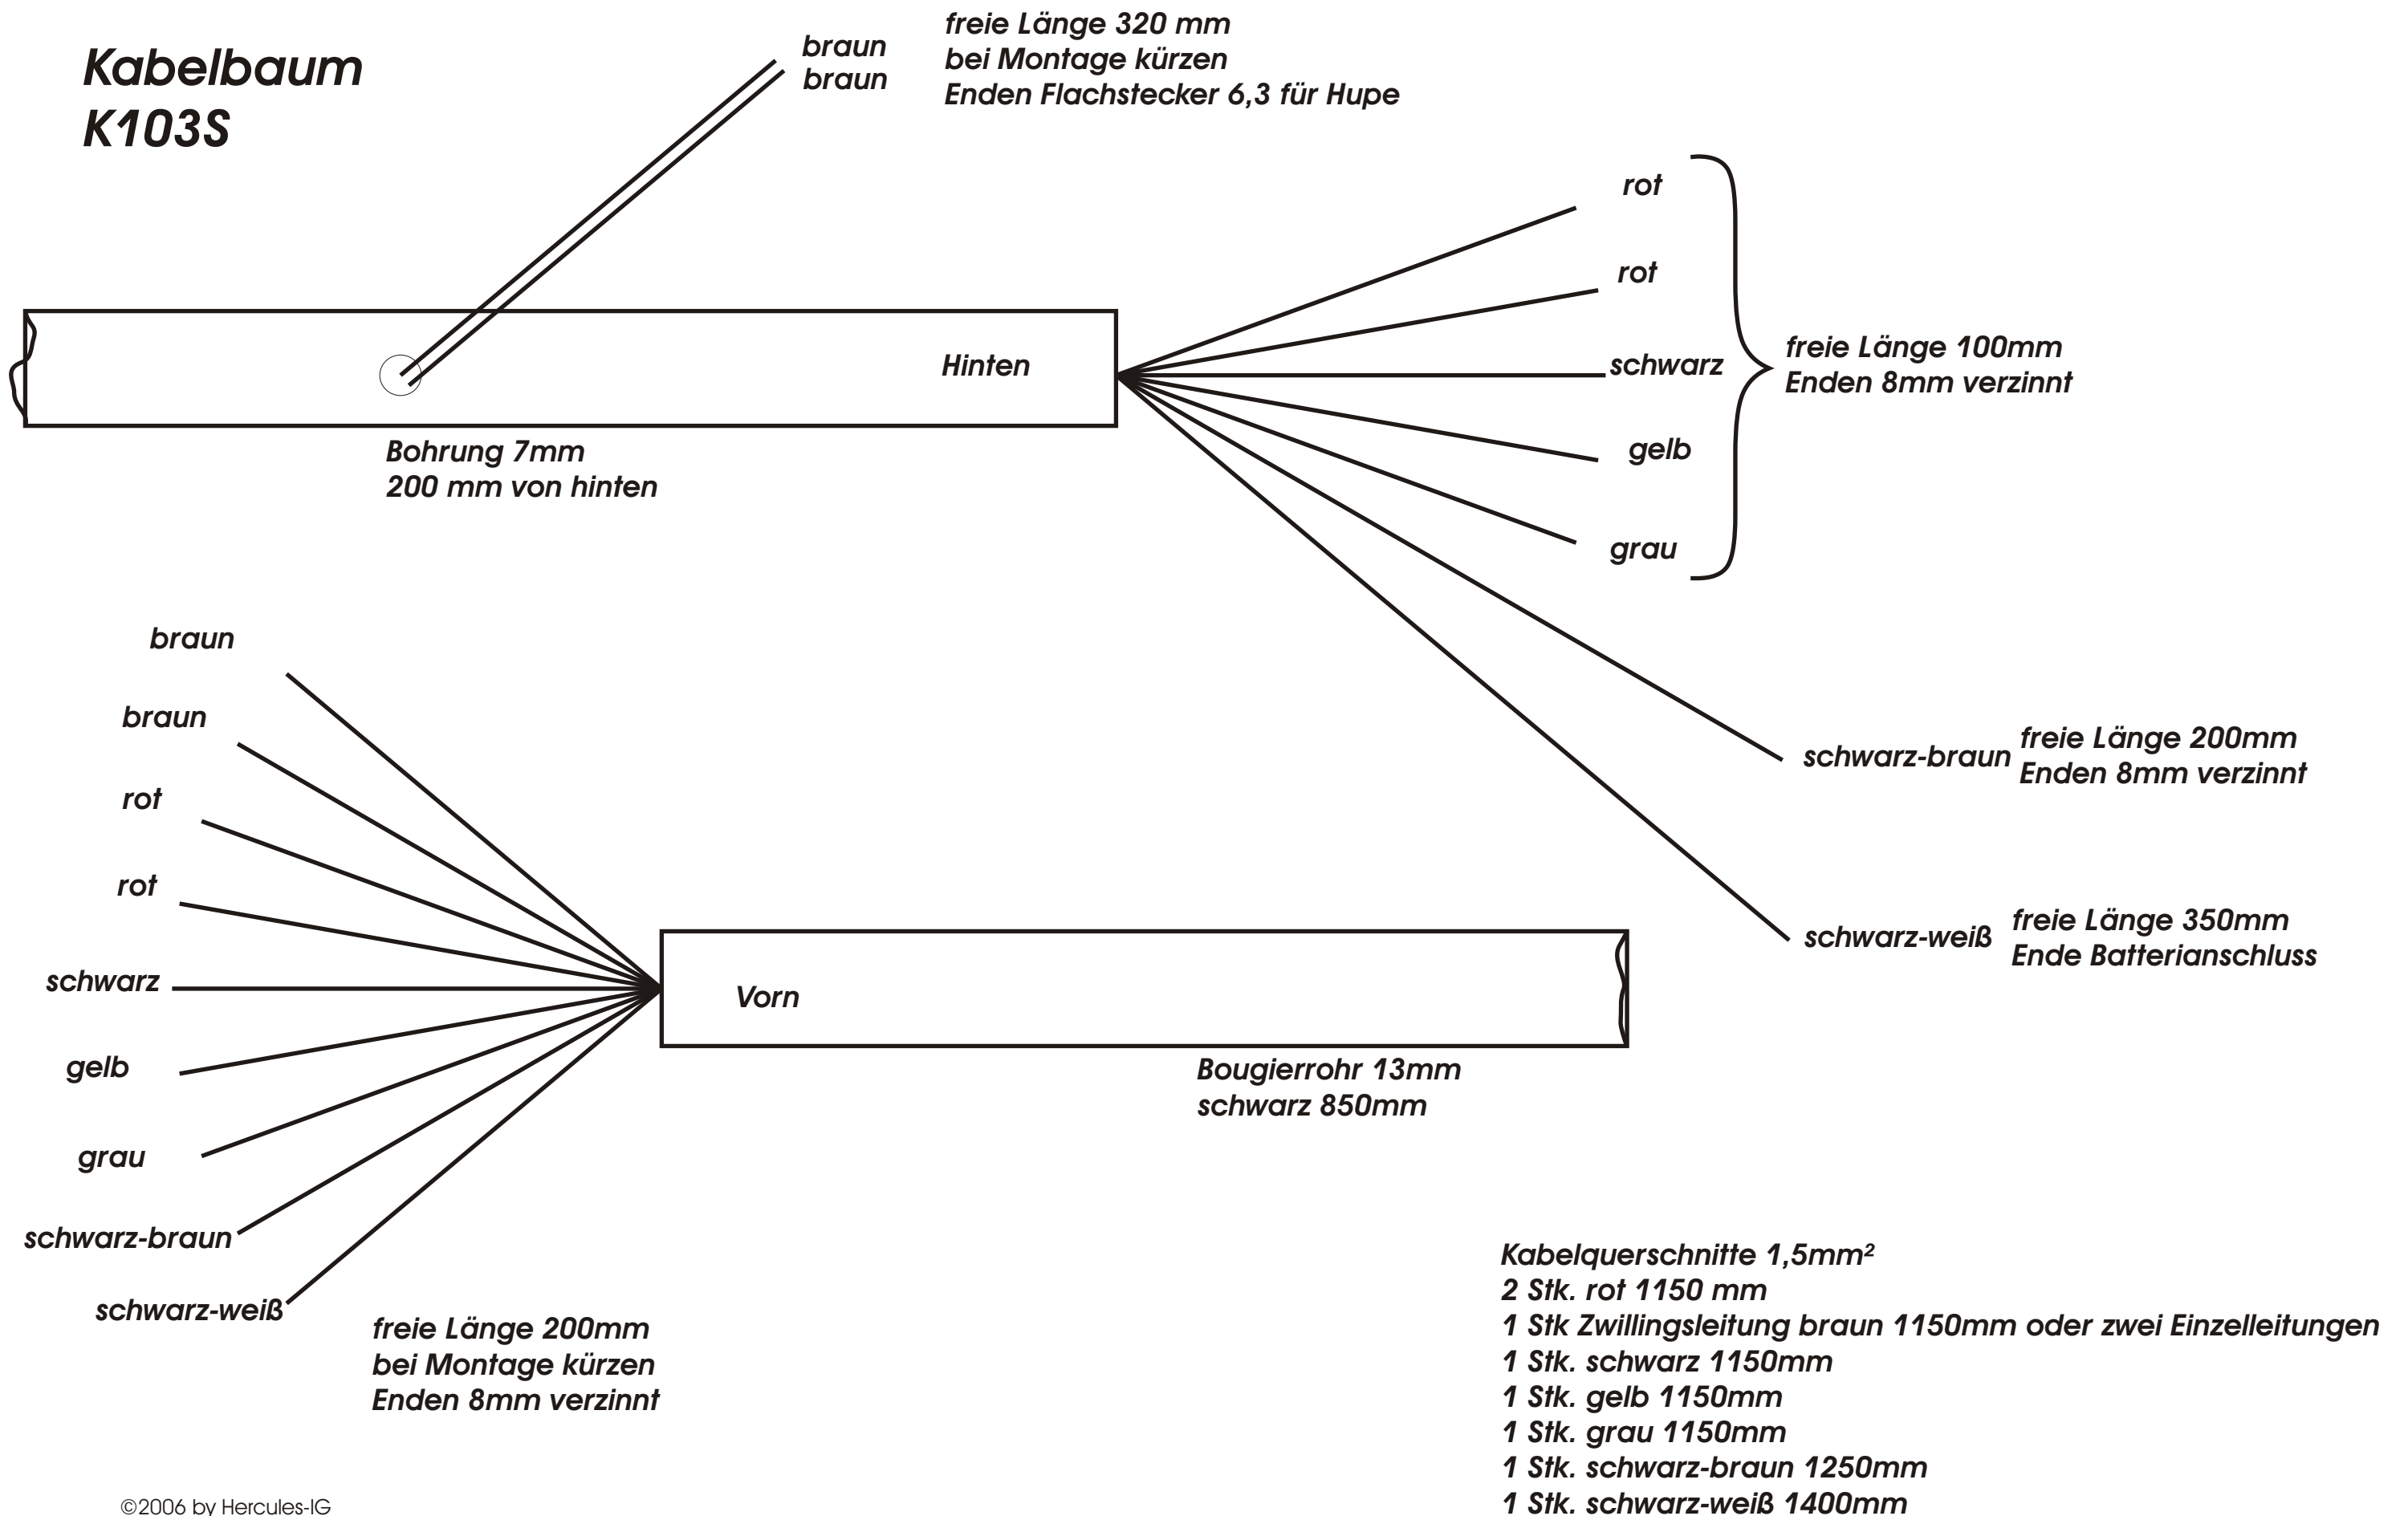 Kabelbaum
K103S
braun
braun
freie Länge 320 mm
bei Montage kürzen
Enden Flachstecker 6,3 für Hupe
rot
rot
schwarz
gelb
grau
freie Länge 100mm
Enden 8mm verzinnt
Hinten
Bohrung 7mm
200 mm von hinten
schwarz-braun
freie Länge 200mm
Enden 8mm verzinnt
schwarz-weiß
freie Länge 350mm
Ende Batterianschluss
braun
braun
rot
rot
schwarz
gelb
grau
schwarz-braun
schwarz-weiß
Vorn
Bougierrohr 13mm
schwarz 850mm
freie Länge 200mm
bei Montage kürzen
Enden 8mm verzinnt
Kabelquerschnitte 1,5mm²
2 Stk. rot 1150 mm
1 Stk Zwillingsleitung braun 1150mm oder zwei Einzelleitungen
1 Stk. schwarz 1150mm
1 Stk. gelb 1150mm
1 Stk. grau 1150mm
1 Stk. schwarz-braun 1250mm
1 Stk. schwarz-weiß 1400mm
©2006 by Hercules-IG